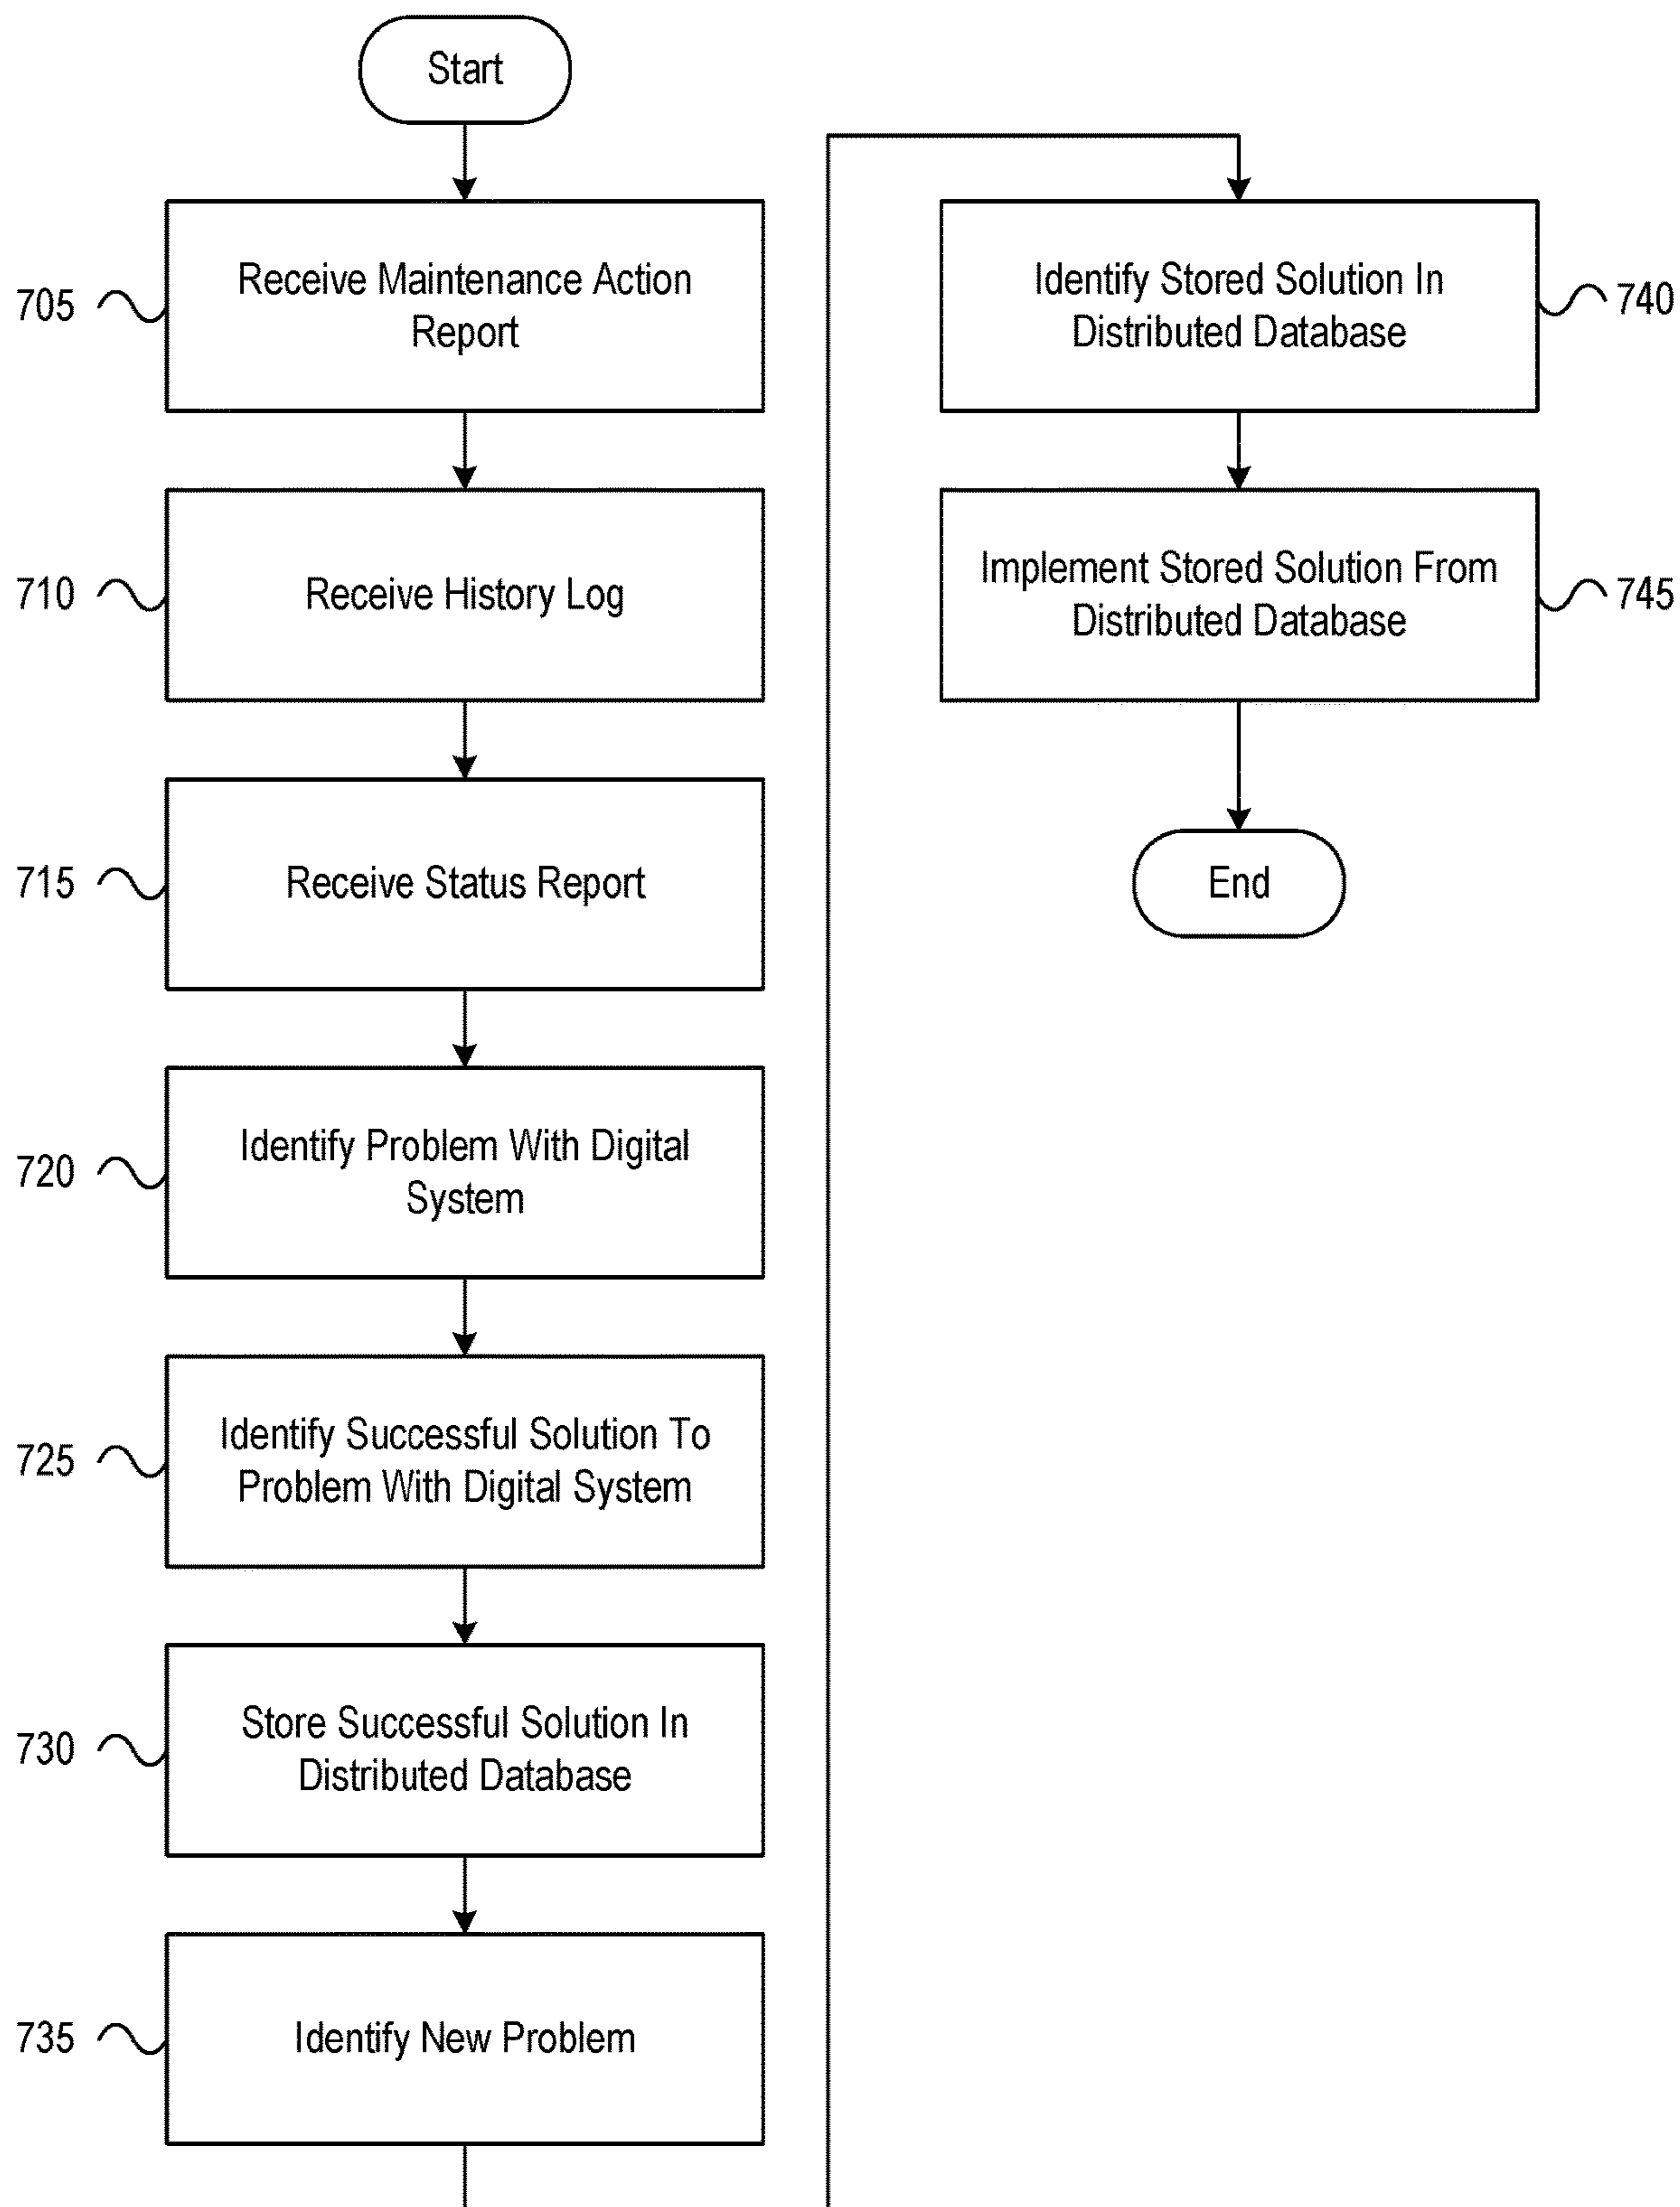 Start
705
Receive Maintenance Action
Report
710
Receive History Log
715
Receive Status Report
720
Identify Problem With Digital
System
725
Identify Successful Solution To
Problem With Digital System
730
Store Successful Solution In
Distributed Database
735
Identify New Problem
Identify Stored Solution In
Distributed Database
740
Implement Stored Solution From
Distributed Database
745
End